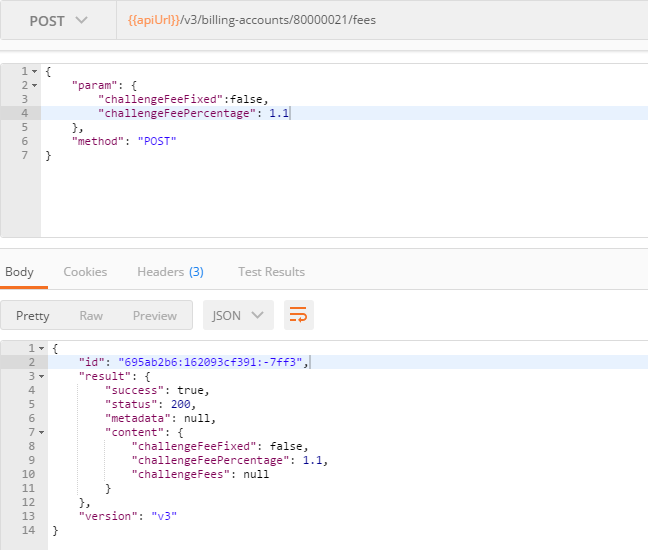 POST {{apiUrl}}/v3/billing-accounts/80000021/fees
1 {
2 "param": {
3 "challengeFeeFixed":false,
4 "challengeFeePercentage": 1.1
5 },
6 "method": "POST"
7 }
Body Cookies Headers (3) Test Results
Pretty Raw Preview JSON
1 {
2 "id": "695ab2b6:162093cf391:-7ff3",
3 "result": {
4 "success": true,
5 "status": 200,
6 "metadata": null,
7 "content": {
8 "challengeFeeFixed": false,
9 "challengeFeePercentage": 1.1,
10 "challengeFees": null
11 }
12 },
13 "version": "v3"
14 }